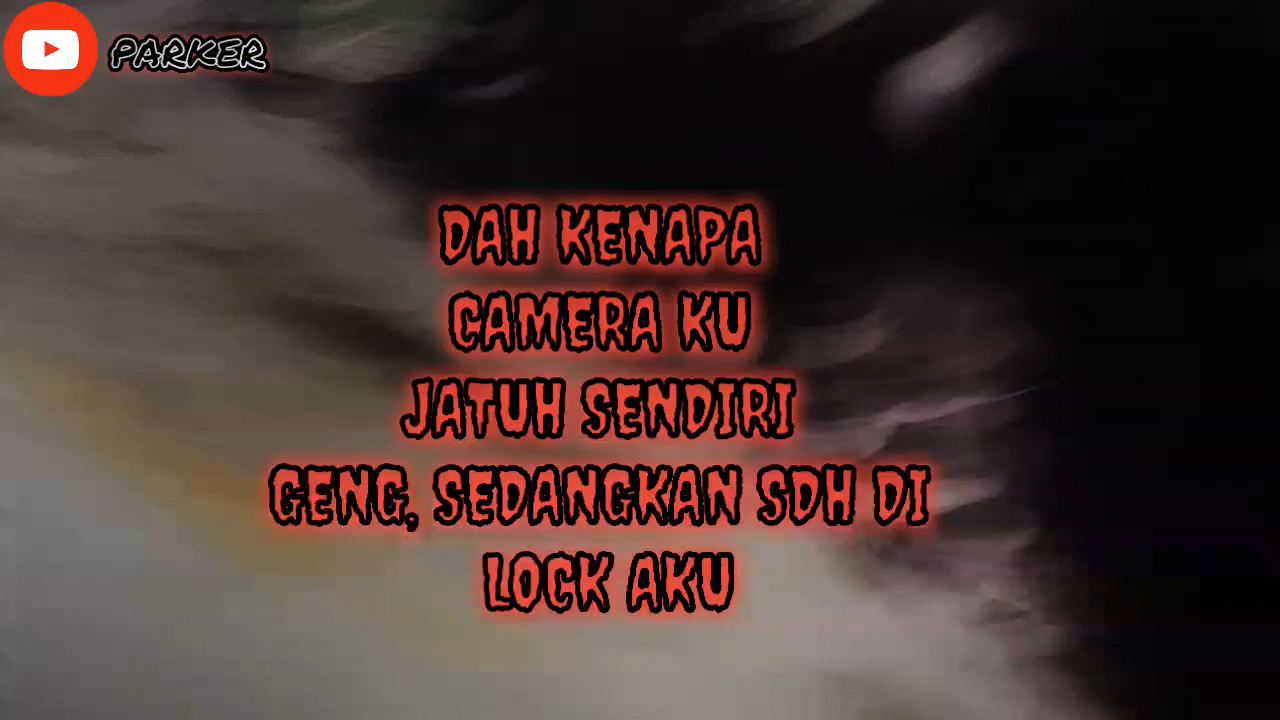 PARKER
DAH KENAPA
CAMERA KU
JATUH SENDIRI
GENG, SEDANGKAN SDH DI
LOCK AKU